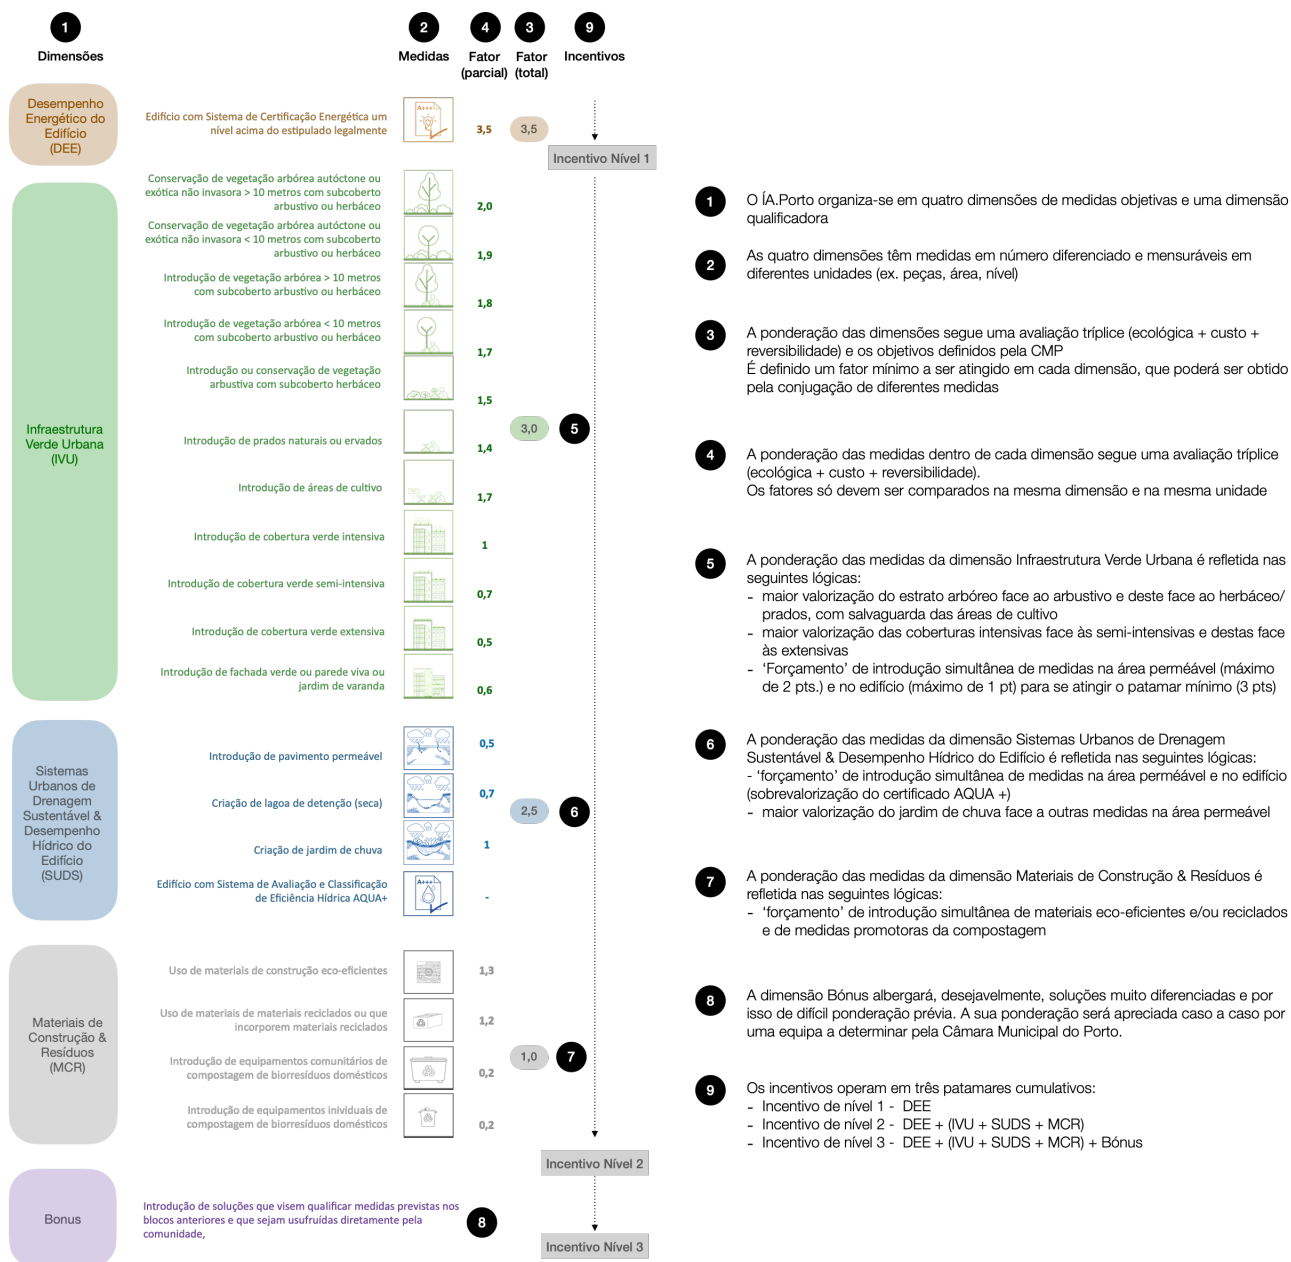 1
2
4
3
9
Dimensões
Medidas
Fator
(parcial)
Fator
(total)
Incentivos
Desempenho
Energético do
Edifício
(DEE)
Edifício com Sistema de Certificação Energética um
nível acima do estipulado legalmente
A+++
3,5
3,5
Incentivo Nível 1
Infraestrutura
Verde Urbana
(IVU)
Conservação de vegetação arbórea autóctone ou
exótica não invasora > 10 metros com subcoberto
arbustivo ou herbáceo
2,0
Conservação de vegetação arbórea autóctone ou
exótica não invasora < 10 metros com subcoberto
arbustivo ou herbáceo
1,9
Introdução de vegetação arbórea > 10 metros
com subcoberto arbustivo ou herbáceo
1,8
Introdução de vegetação arbórea < 10 metros
com subcoberto arbustivo ou herbáceo
1,7
Introdução ou conservação de vegetação
arbustiva com subcoberto herbáceo
1,5
Introdução de prados naturais ou ervados
1,4
3,0
5
Introdução de áreas de cultivo
1,7
Introdução de cobertura verde intensiva
1
Introdução de cobertura verde semi-intensiva
0,7
Introdução de cobertura verde extensiva
0,5
Introdução de fachada verde ou parede viva ou
jardim de varanda
0,6
Sistemas
Urbanos de
Drenagem
Sustentável &
Desempenho
Hídrico do
Edifício
(SUDS)
Introdução de pavimento permeável
0,5
Criação de lagoa de detenção (seca)
0,7
2,5
6
Criação de jardim de chuva
1
Edifício com Sistema de Avaliação e Classificação
de Eficiência Hídrica AQUA+
A+++
-
Materiais de
Construção &
Resíduos
(MCR)
Uso de materiais de construção eco-eficientes
1,3
Uso de materiais de materiais reciclados ou que
incorporem materiais reciclados
1,2
Introdução de equipamentos comunitários de
compostagem de biorresíduos domésticos
0,2
1,0
7
Introdução de equipamentos inividuais de
compostagem de biorresíduos domésticos
0,2
Incentivo Nível 2
Bonus
Introdução de soluções que visem qualificar medidas previstas nos
blocos anteriores e que sejam usufruídas diretamente pela
comunidade,
8
Incentivo Nível 3
1
O ÍA.Porto organiza-se em quatro dimensões de medidas objetivas e uma dimensão
qualificadora
2
As quatro dimensões têm medidas em número diferenciado e mensuráveis em
diferentes unidades (ex. peças, área, nível)
3
A ponderação das dimensões segue uma avaliação tríplice (ecológica + custo +
reversibilidade) e os objetivos definidos pela CMP
É definido um fator mínimo a ser atingido em cada dimensão, que poderá ser obtido
pela conjugação de diferentes medidas
4
A ponderação das medidas dentro de cada dimensão segue uma avaliação tríplice
(ecológica + custo + reversibilidade).
Os fatores só devem ser comparados na mesma dimensão e na mesma unidade
5
A ponderação das medidas da dimensão Infraestrutura Verde Urbana é refletida nas
seguintes lógicas:
- maior valorização do estrato arbóreo face ao arbustivo e deste face ao herbáceo/
prados, com salvaguarda das áreas de cultivo
- maior valorização das coberturas intensivas face às semi-intensivas e destas face
às extensivas
- ‘Forçamento’ de introdução simultânea de medidas na área perméável (máximo
de 2 pts.) e no edifício (máximo de 1 pt) para se atingir o patamar mínimo (3 pts)
6
A ponderação das medidas da dimensão Sistemas Urbanos de Drenagem
Sustentável & Desempenho Hídrico do Edifício é refletida nas seguintes lógicas:
- ‘forçamento’ de introdução simultânea de medidas na área perméável e no edifício
(sobrevalorização do certificado AQUA +)
- maior valorização do jardim de chuva face a outras medidas na área permeável
7
A ponderação das medidas da dimensão Materiais de Construção & Resíduos é
refletida nas seguintes lógicas:
- ‘forçamento’ de introdução simultânea de materiais eco-eficientes e/ou reciclados
e de medidas promotoras da compostagem
8
A dimensão Bónus albergará, desejavelmente, soluções muito diferenciadas e por
isso de difícil ponderação prévia. A sua ponderação será apreciada caso a caso por
uma equipa a determinar pela Câmara Municipal do Porto.
9
Os incentivos operam em três patamares cumulativos:
- Incentivo de nível 1 - DEE
- Incentivo de nível 2 - DEE + (IVU + SUDS + MCR)
- Incentivo de nível 3 - DEE + (IVU + SUDS + MCR) + Bónus